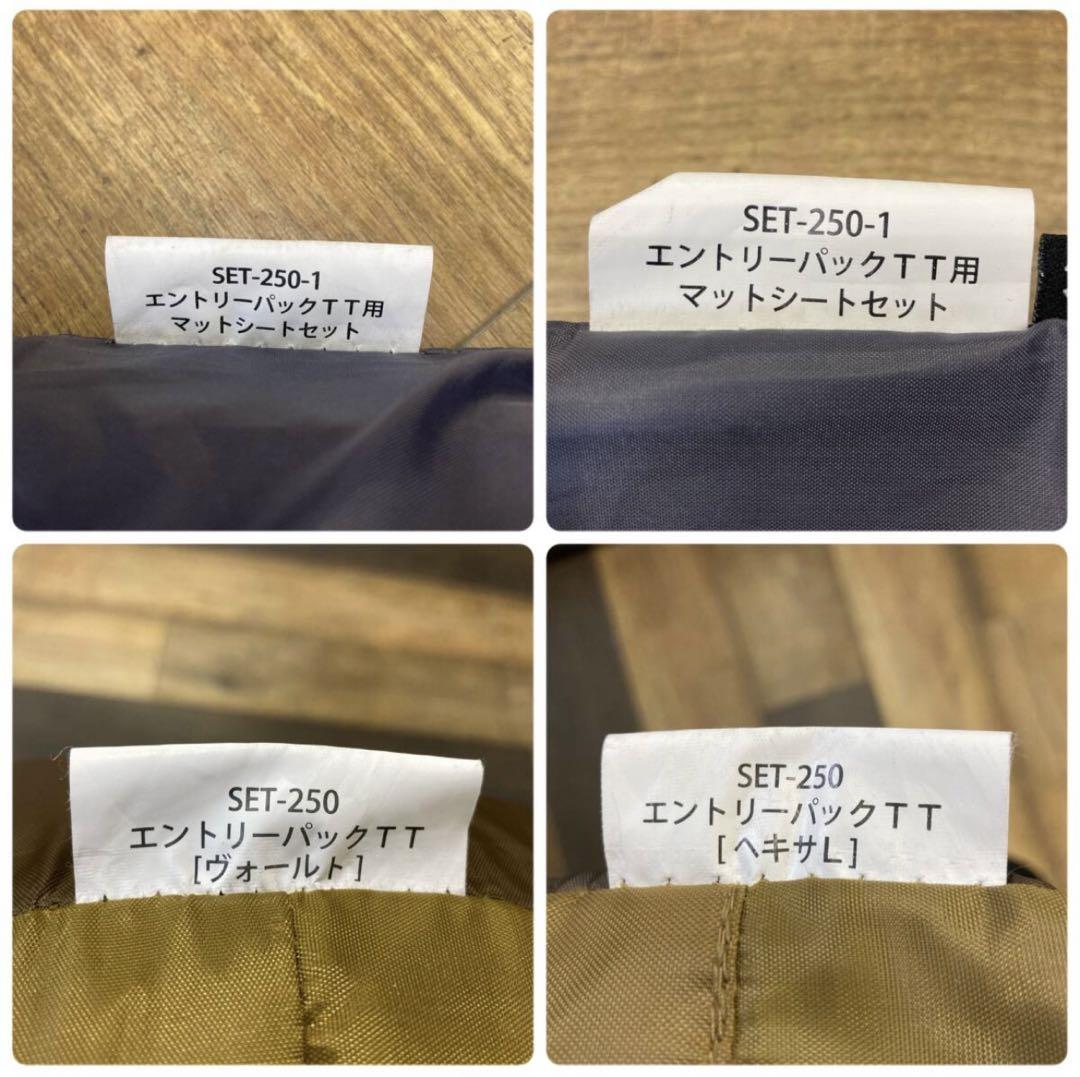 SET-250-1
エントリーパックＴＴ用
マットシートセット
SET-250-1
エントリーパックＴＴ用
マットシートセット
SET-250
エントリーパックＴＴ
[ヴォールト]
SET-250
エントリーパックＴＴ
[ヘキサL]